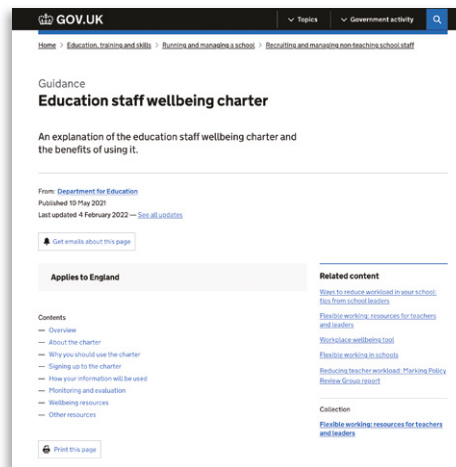 GOV.UK
Topics
Government activity
Home > Education, training and skills > Running and managing a school > Recruiting and managing non-teaching school staff
Guidance
Education staff wellbeing charter
An explanation of the education staff wellbeing charter and
the benefits of using it.
From: Department for Education
Published 10 May 2021
Last updated 4 February 2022 — See all updates
Get emails about this page
Applies to England
Contents
— Overview
— About the charter
— Why you should use the charter
— Signing up to the charter
— How your information will be used
— Monitoring and evaluation
— Wellbeing resources
— Other resources
Print this page
Related content
Ways to reduce workload in your school:
tips from school leaders
Flexible working: resources for teachers
and leaders
Workplace wellbeing tool
Flexible working in schools
Reducing teacher workload: Marking Policy
Review Group report
Collection
Flexible working: resources for teachers
and leaders